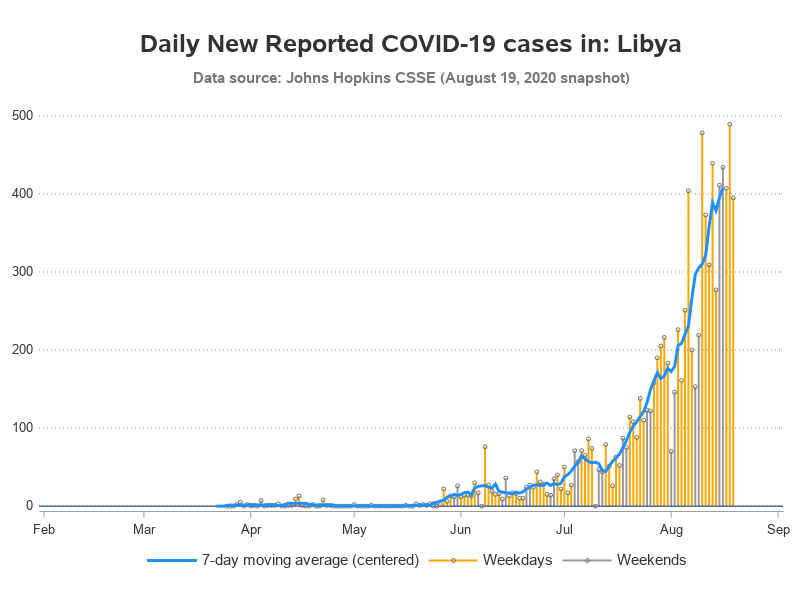 Daily New Reported COVID-19 cases in: Libya
Data source: Johns Hopkins CSSE (August 19, 2020 snapshot)
500
400
300
200
100
0
Feb Mar Apr May Jun Jul Aug Sep
7-day moving average (centered) Weekdays Weekends